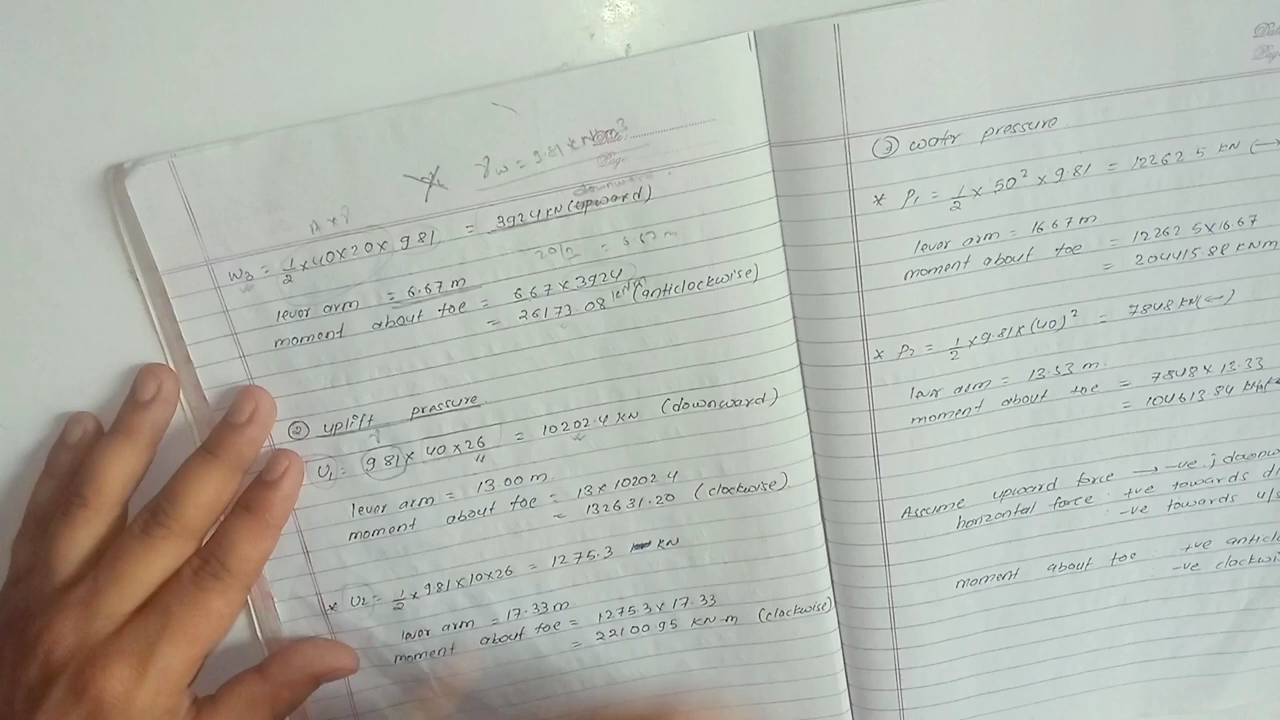 γw = 9.81 kN/m³
A × γ
downward
W3 = 1/2 × 40 × 20 × 9.81 = 3924 KN (upward)
20/3 = 6.67 m
lever arm = 6.67 m
moment about toe = 6.67 × 3924
= 26173.08 kNm (anticlockwise)
② uplift pressure
U1 = 9.81 × 40 × 26 = 10202.4 KN (downward)
lever arm = 13.00 m
moment about toe = 13 × 10202.4
= 132631.20 (clockwise)
* U2 = 1/2 × 9.81 × 10 × 26 = 1275.3 KN
lever arm = 17.33 m
moment about toe = 1275.3 × 17.33
= 22100.95 KN-m (clockwise)
③ water pressure
* P1 = 1/2 × 50² × 9.81 = 12262.5 KN (→
lever arm = 16.67 m
moment about toe = 12262.5 × 16.67
= 204415.88 KNm
* P2 = 1/2 × 9.81 × (40)² = 7848 KN (←)
lever arm = 13.33 m
moment about toe = 7848 × 13.33
= 104613.84
Assume upward force → -ve ; downw
horizontal force : +ve towards d
-ve towards u/s
moment about toe : +ve anticl
-ve clockwi